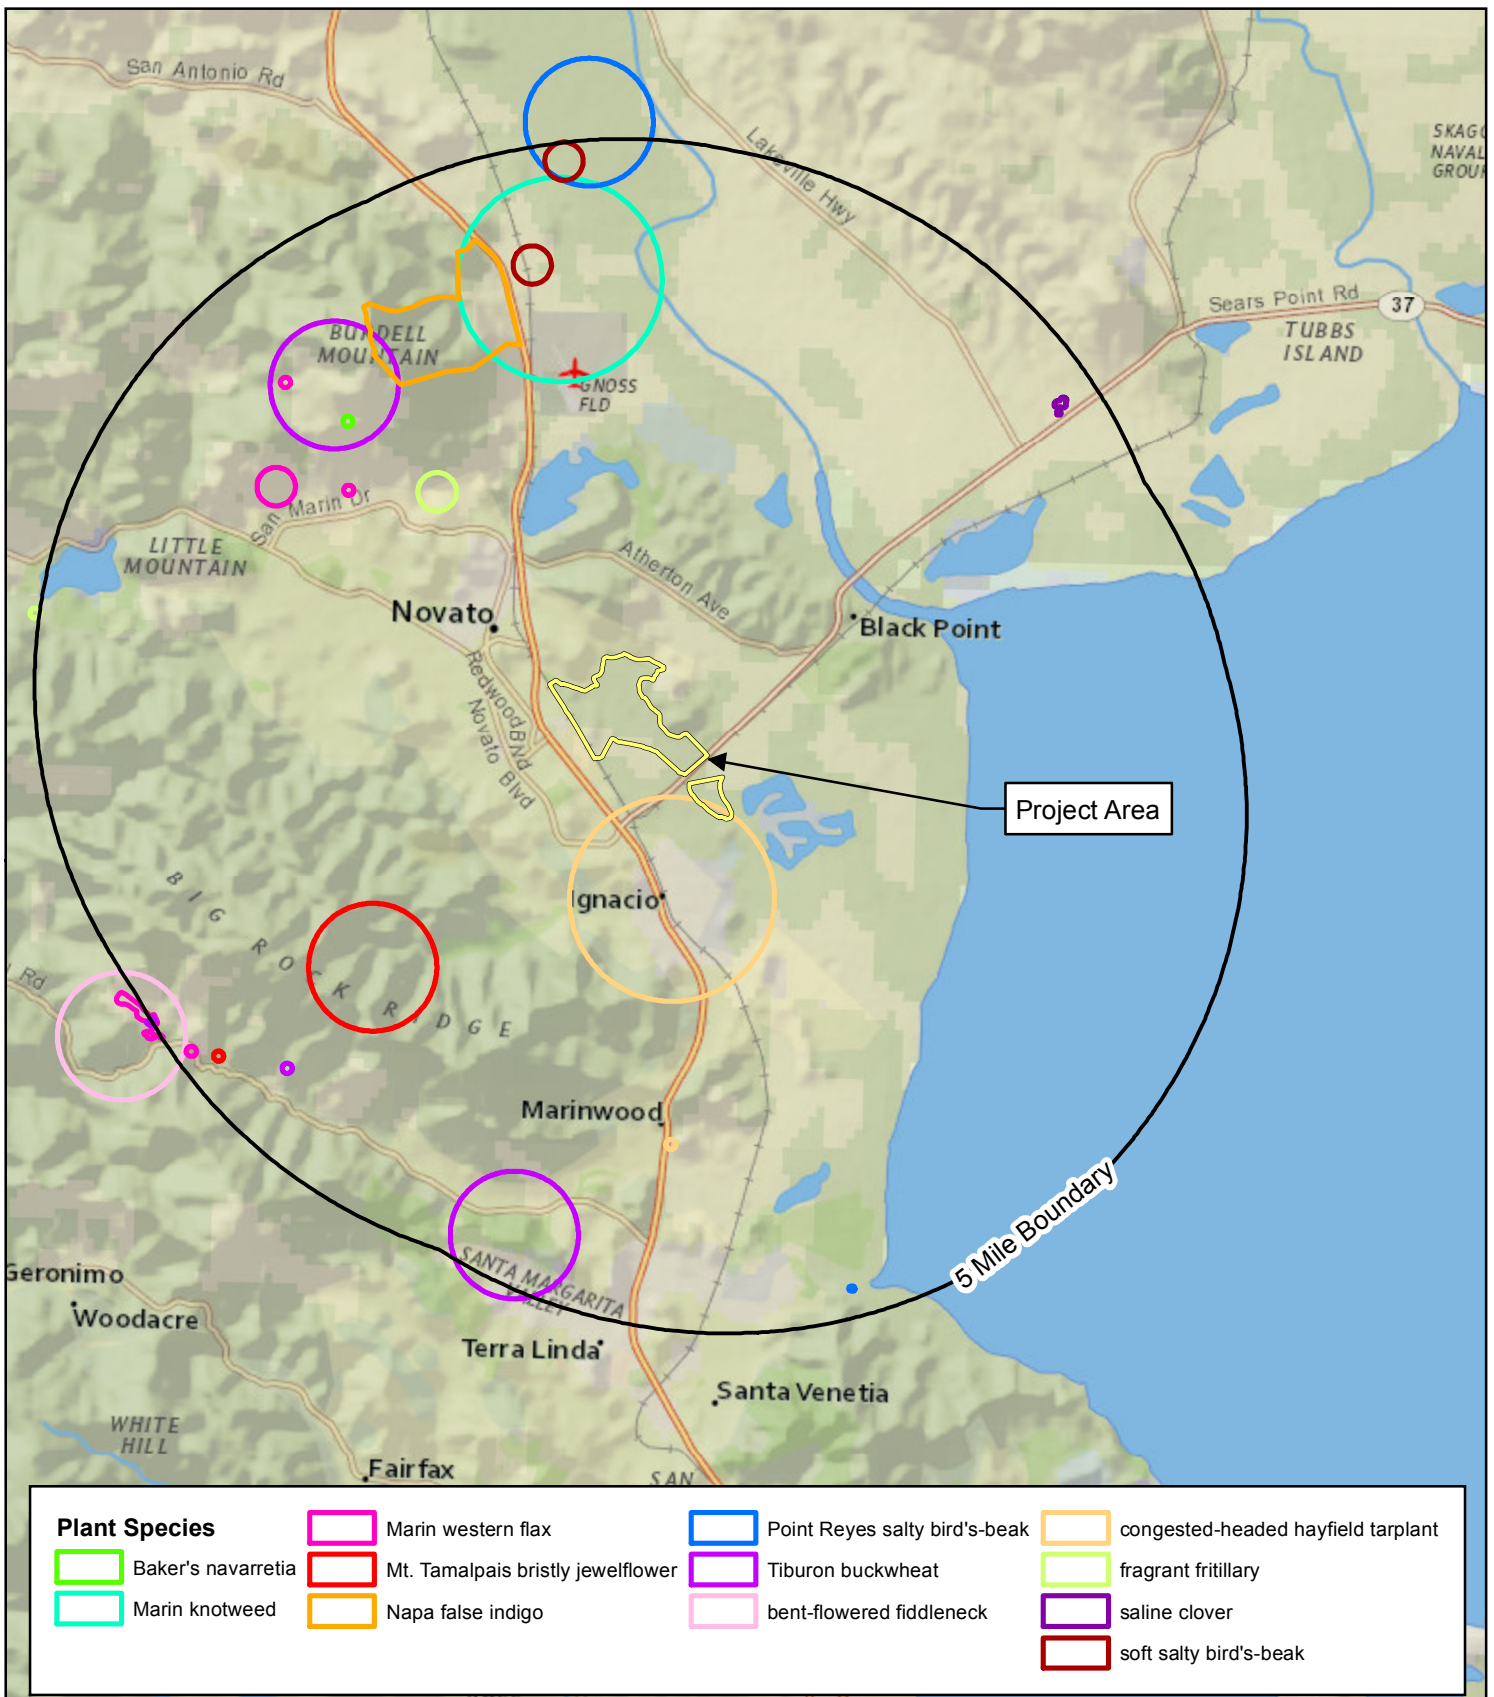 San Antonio Rd
Lakeville Hwy
SKAGG
NAVAL
GROUN
Sears Point Rd
37
TUBBS
ISLAND
BURDELL
MOUNTAIN
GNOSS
FLD
San Marin Dr
LITTLE
MOUNTAIN
Atherton Ave
Novato
Black Point
Redwood Blvd
Novato Blvd
Project Area
BIG ROCK RIDGE
Ignacio
Rd
Marinwood
5 Mile Boundary
SANTA MARGARITA
VALLEY
Geronimo
Woodacre
Terra Linda
Santa Venetia
WHITE
HILL
Fairfax
SAN
Plant Species
Baker's navarretia
Marin knotweed
Marin western flax
Mt. Tamalpais bristly jewelflower
Napa false indigo
Point Reyes salty bird's-beak
Tiburon buckwheat
bent-flowered fiddleneck
congested-headed hayfield tarplant
fragrant fritillary
saline clover
soft salty bird's-beak